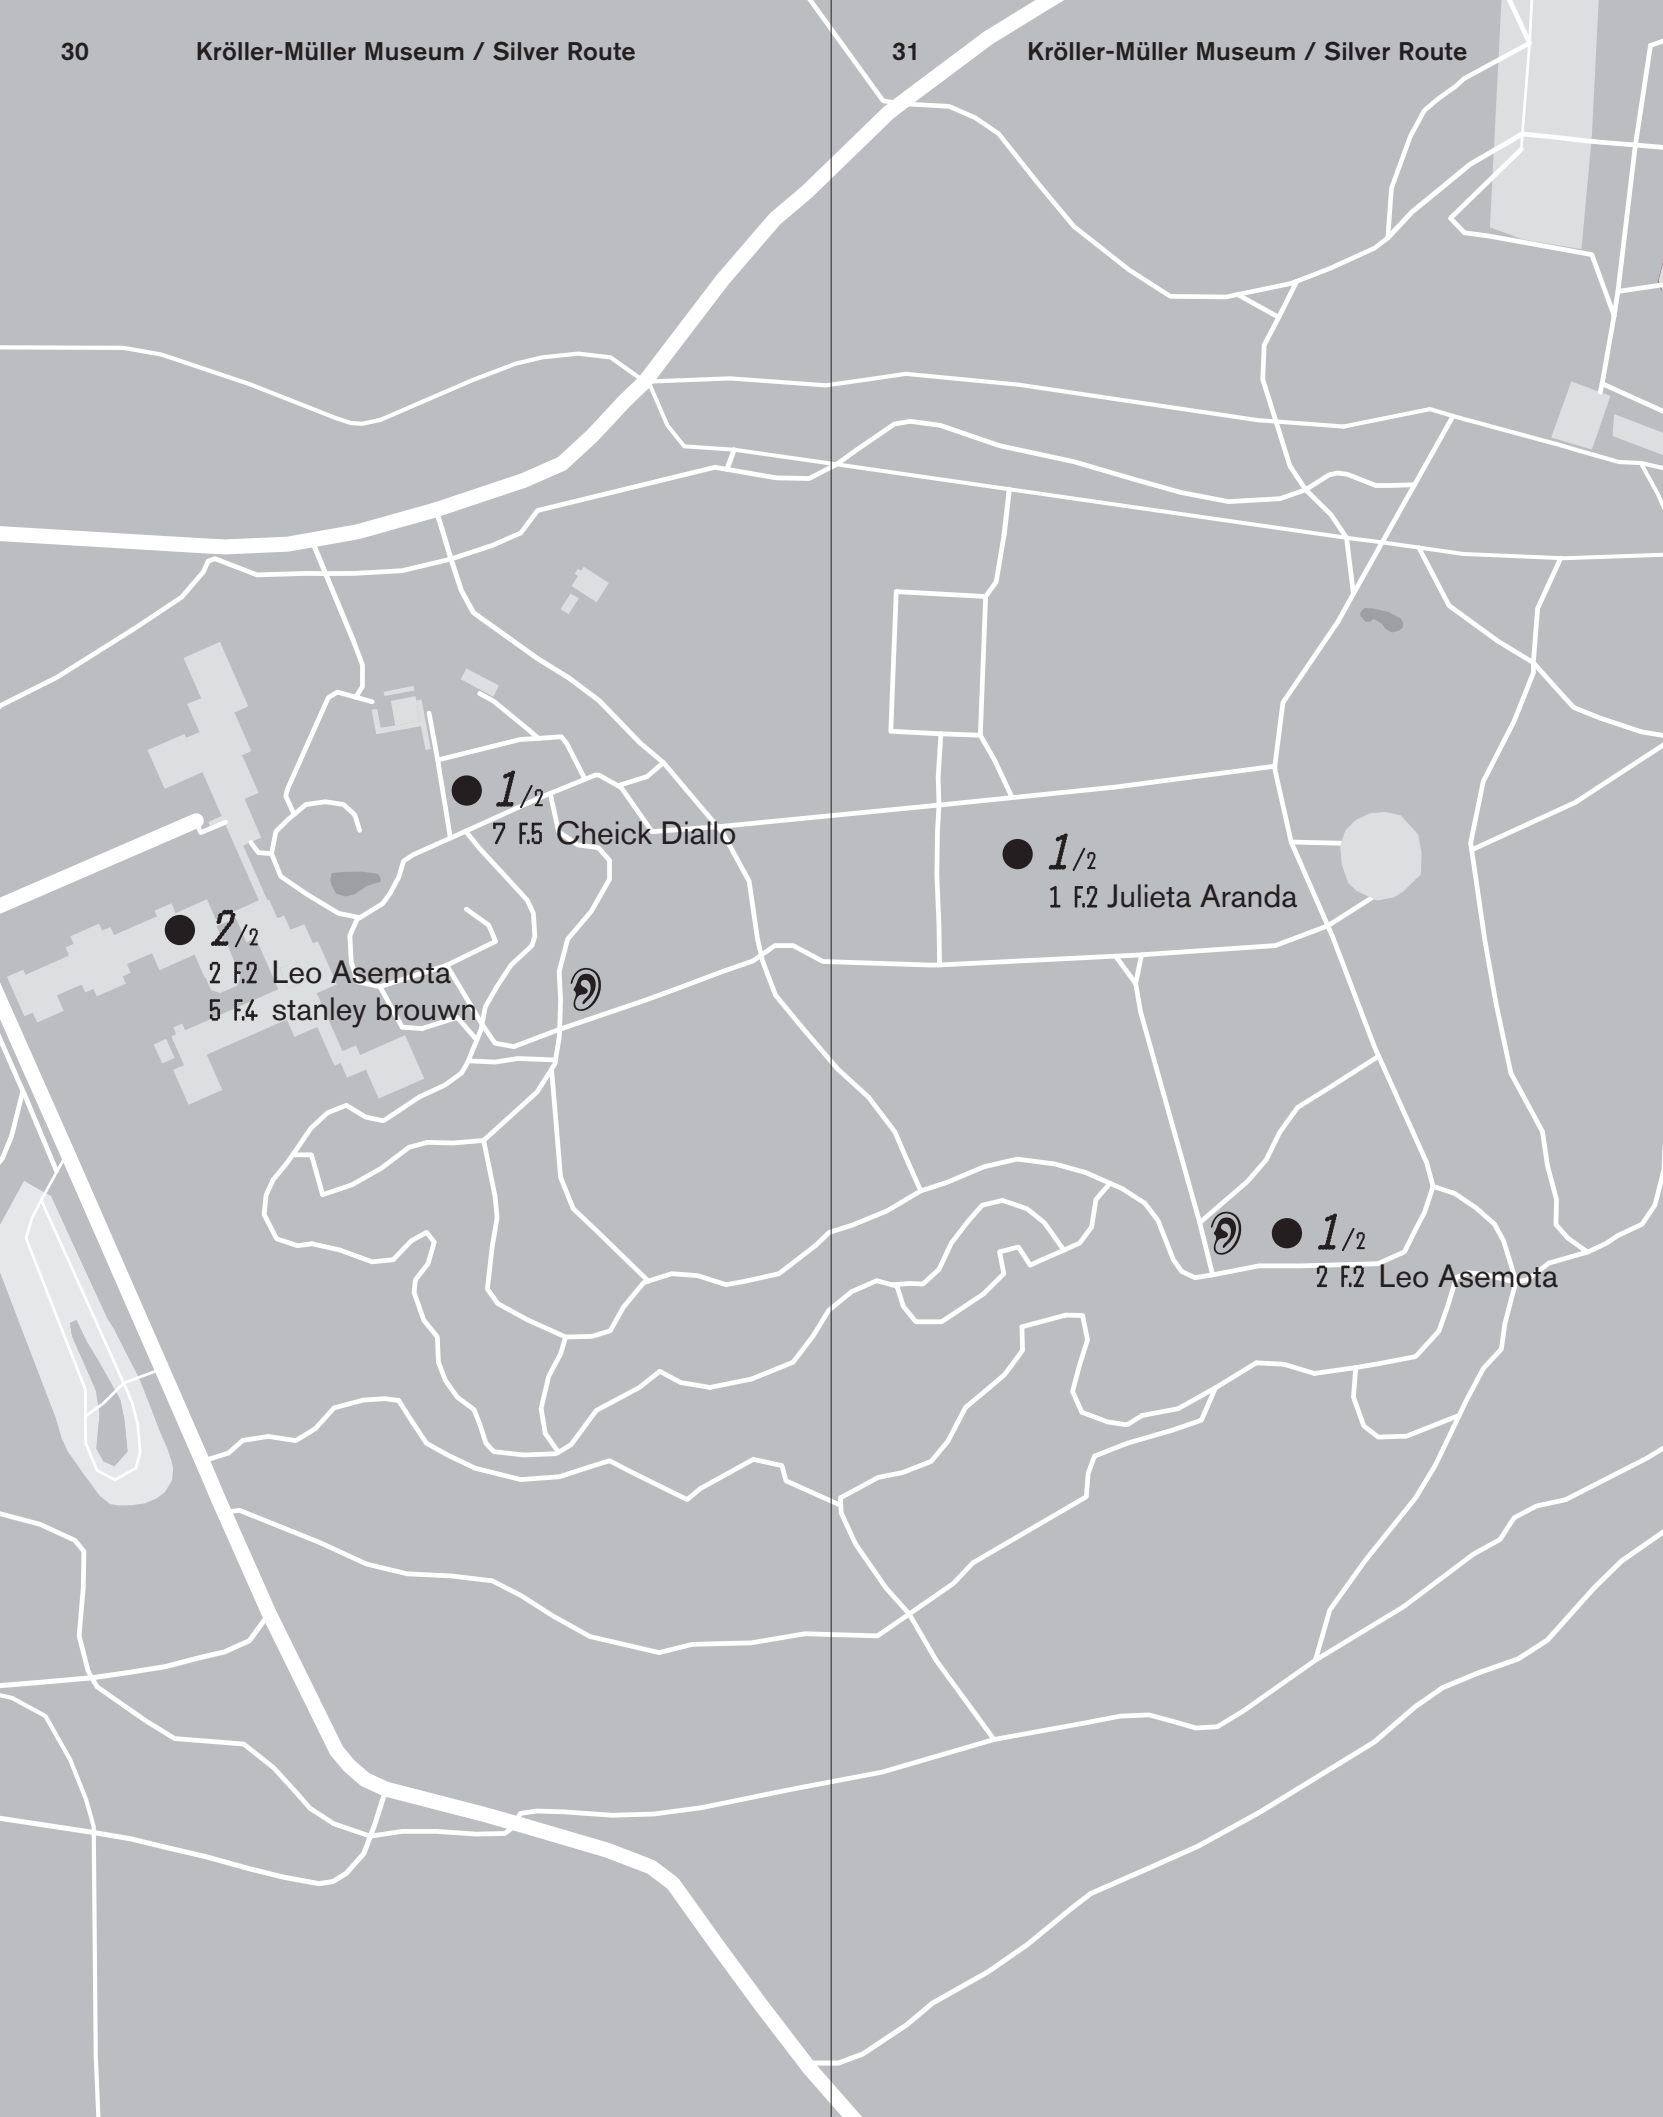 30 Kröller-Müller Museum / Silver Route
1/2
7 F.5 Cheick Diallo
2/2
2 F.2 Leo Asemota
5 F.4 stanley brouwn
31 Kröller-Müller Museum / Silver Route
1/2
1 F.2 Julieta Aranda
1/2
2 F.2 Leo Asemota